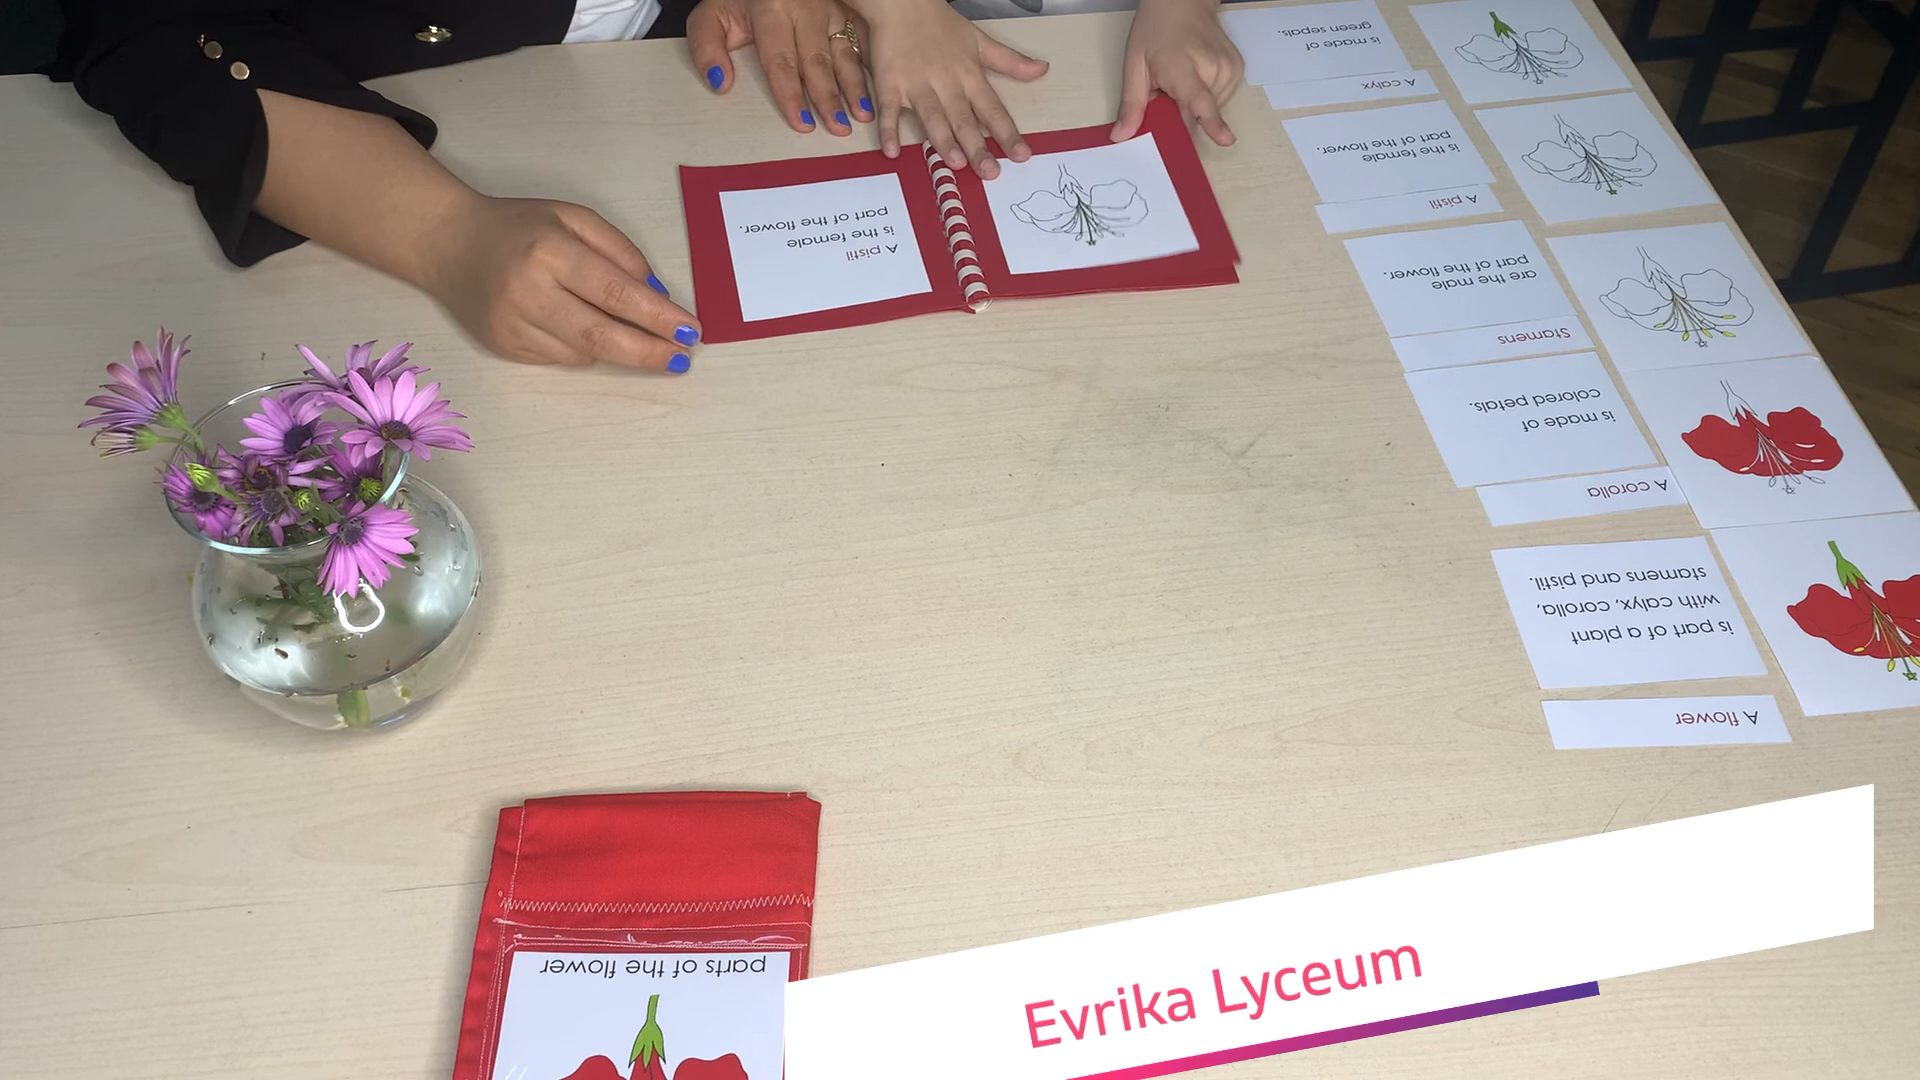 A pistil
is the female
part of the flower.
A flower
is part of a plant
with calyx, corolla,
stamens and pistil.
A corolla
is made of
colored petals.
Stamens
are the male
part of the flower.
A pistil
is the female
part of the flower.
A calyx
is made of
green sepals.
parts of the flower
Evrika Lyceum